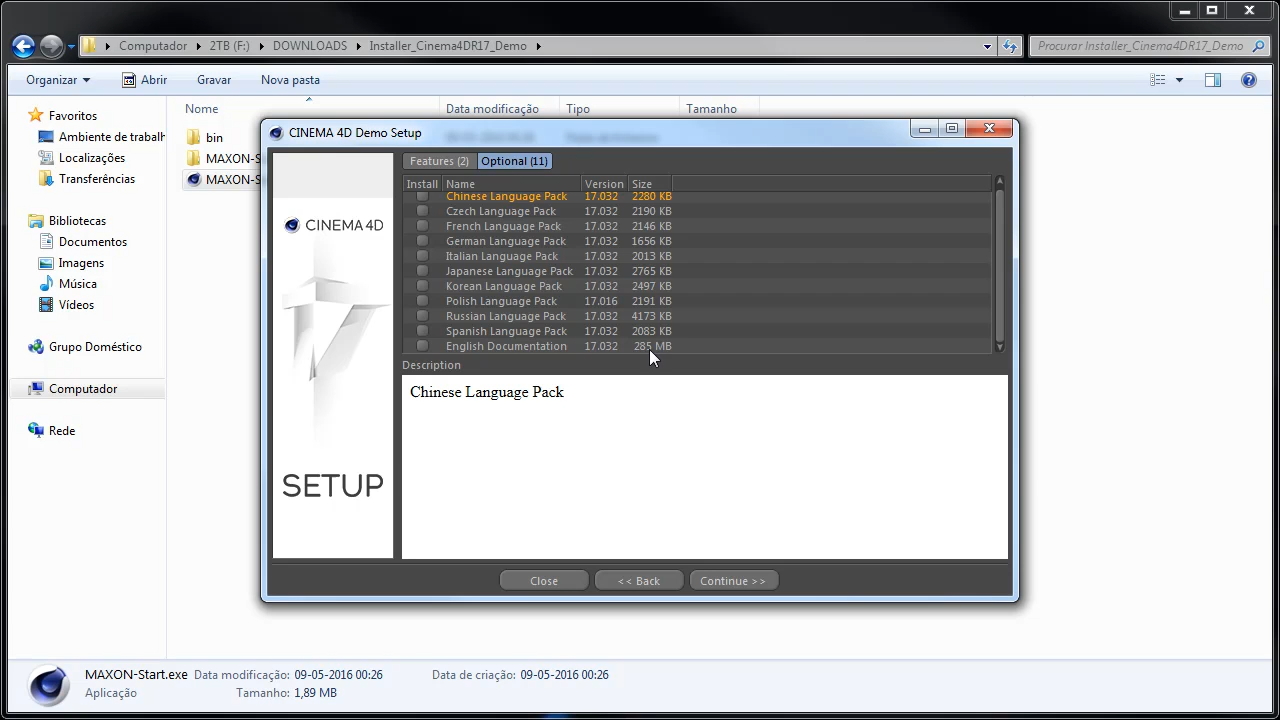 Computador
2TB (F:)
DOWNLOADS
Installer_Cinema4DR17_Demo
Procurar Installer_Cinema4DR17_Demo
Organizar
Abrir
Gravar
Nova pasta
Nome
Data modificação
Tipo
Tamanho
Favoritos
Ambiente de trabalh
Localizações
Transferências
Bibliotecas
Documentos
Imagens
Música
Vídeos
Grupo Doméstico
Computador
Rede
bin
MAXON-S
MAXON-S
CINEMA 4D Demo Setup
CINEMA 4D
17
SETUP
Features (2)
Optional (11)
Install Name Version Size
Chinese Language Pack 17.032 2280 KB
Czech Language Pack 17.032 2190 KB
French Language Pack 17.032 2146 KB
German Language Pack 17.032 1656 KB
Italian Language Pack 17.032 2013 KB
Japanese Language Pack 17.032 2765 KB
Korean Language Pack 17.032 2497 KB
Polish Language Pack 17.016 2191 KB
Russian Language Pack 17.032 4173 KB
Spanish Language Pack 17.032 2083 KB
English Documentation 17.032 285 MB
Description
Chinese Language Pack
Close
<< Back
Continue >>
MAXON-Start.exe
Data modificação: 09-05-2016 00:26
Data de criação: 09-05-2016 00:26
Aplicação
Tamanho: 1,89 MB